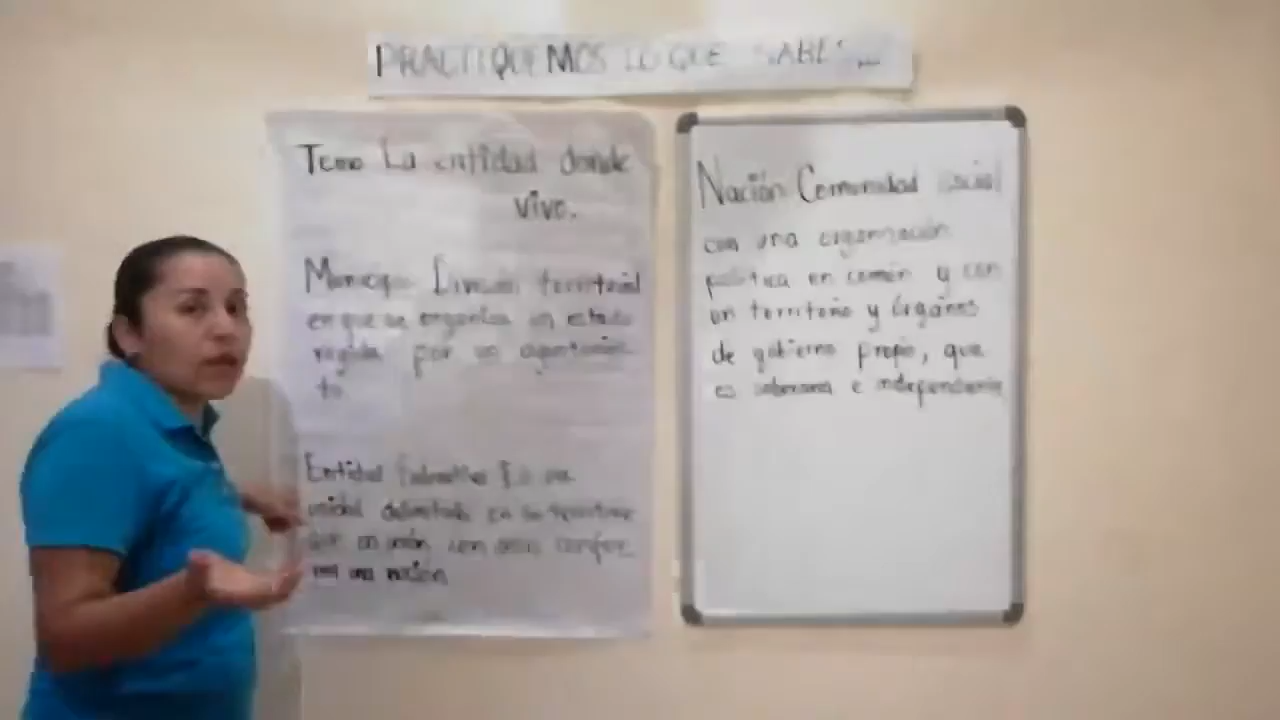 PRACTIQUEMOS LO QUE SABES...
Tema La entidad donde
vivo.
Municipio División territorial
en que se organiza un estado
regida por un ayuntamien
to
Entidad Federativa Es una
unidad delimitada en su territorio
que en unión con otras confor
man una nación
Nación Comunidad social
con una organización
política en común y con
un territorio y órganos
de gobierno propio, que
es soberana e independiente